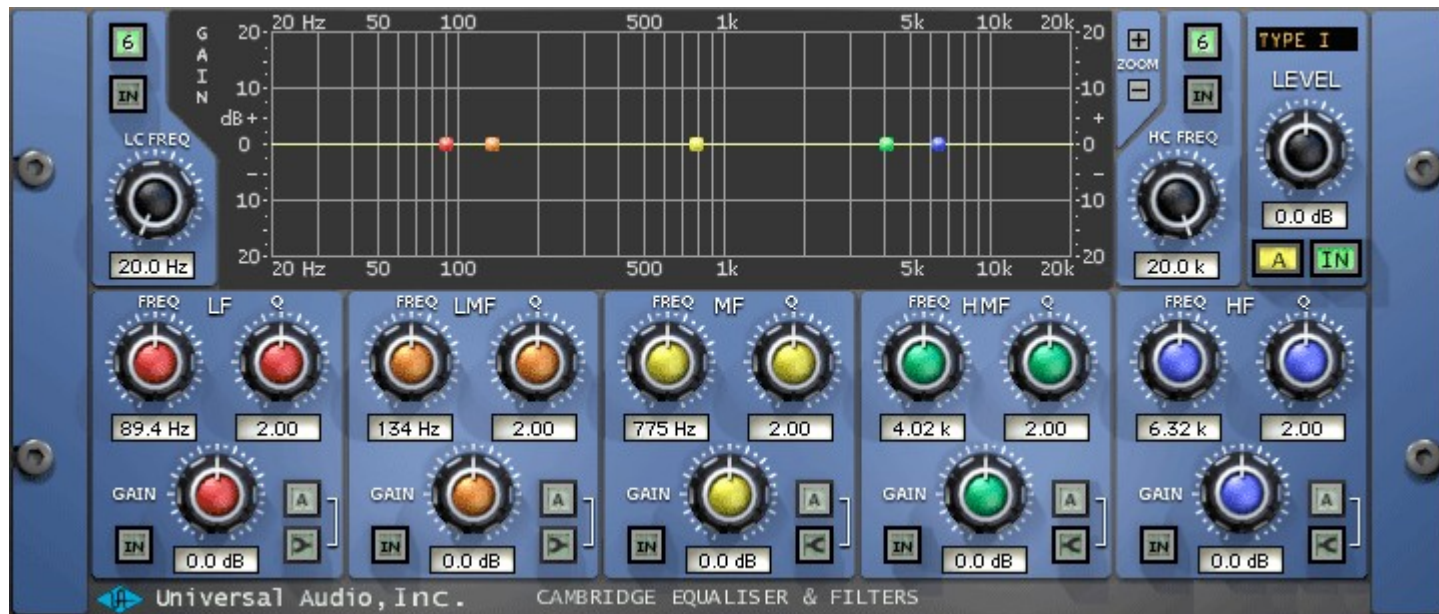 6
IN
LC FREQ
20.0 Hz
GAIN
20 Hz 50 100 500 1k 5k 10k 20k
20 20
10 10
dB + +
0 0
– –
10 10
20 20
20 Hz 50 100 500 1k 5k 10k 20k
+
ZOOM
−
6
IN
HC FREQ
20.0 k
TYPE I
LEVEL
0.0 dB
A IN
FREQ LF Q
89.4 Hz 2.00
GAIN A
IN 0.0 dB
FREQ LMF Q
134 Hz 2.00
GAIN A
IN 0.0 dB
FREQ MF Q
775 Hz 2.00
GAIN A
IN 0.0 dB
FREQ HMF Q
4.02 k 2.00
GAIN A
IN 0.0 dB
FREQ HF Q
6.32 k 2.00
GAIN A
IN 0.0 dB
Universal Audio, Inc. CAMBRIDGE EQUALISER & FILTERS